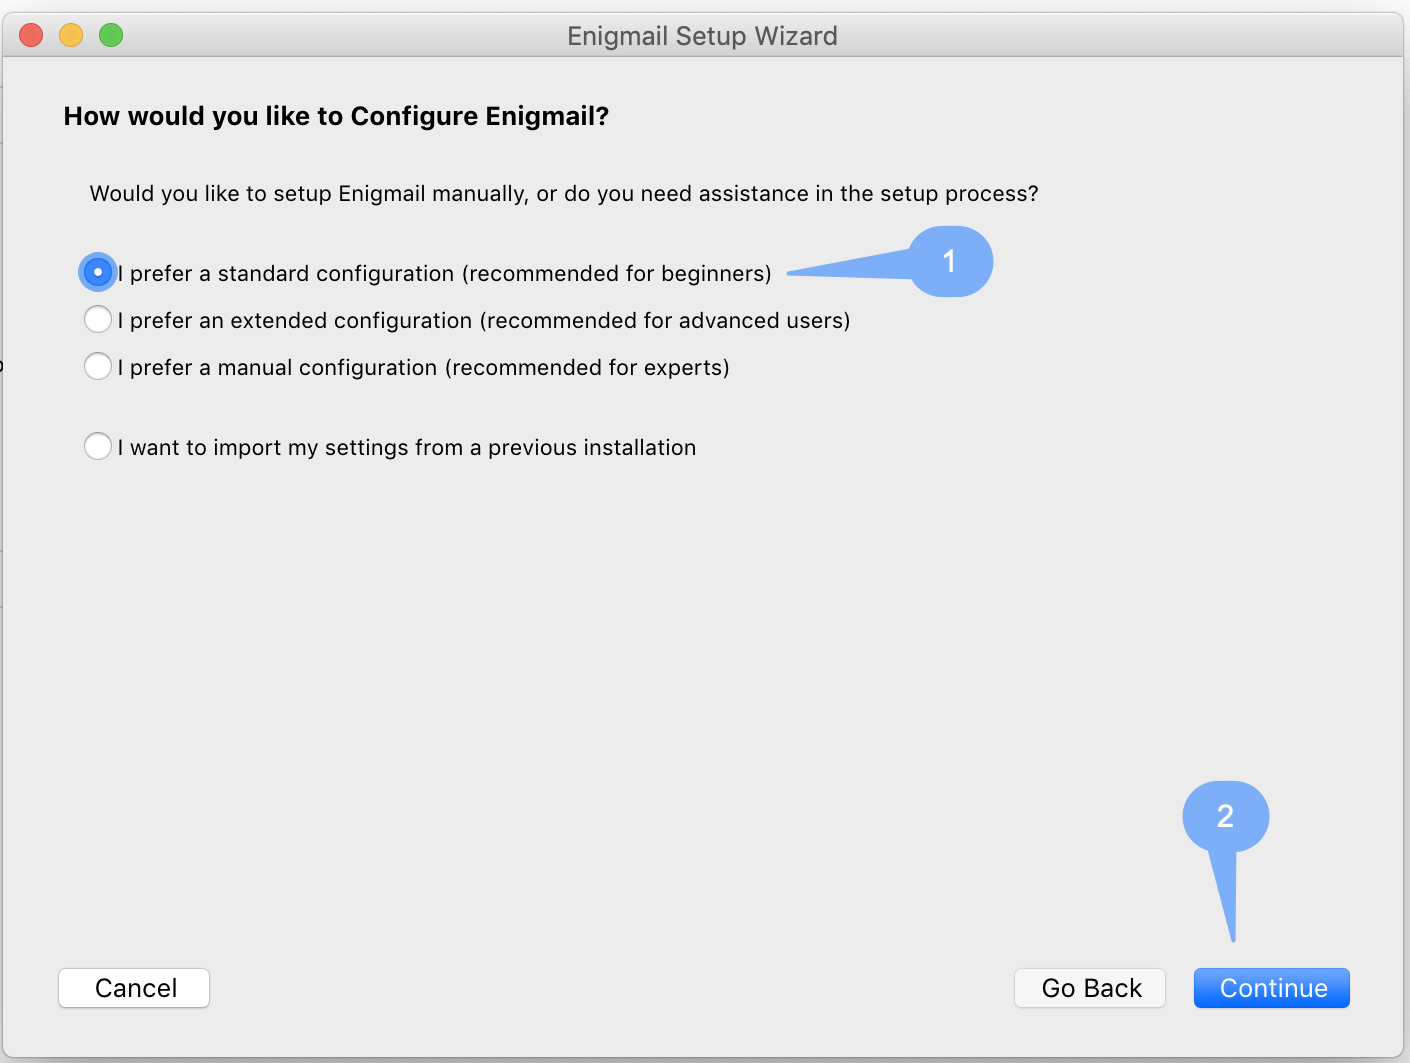 Enigmail Setup Wizard
How would you like to Configure Enigmail?
Would you like to setup Enigmail manually, or do you need assistance in the setup process?
I prefer a standard configuration (recommended for beginners)
1
I prefer an extended configuration (recommended for advanced users)
I prefer a manual configuration (recommended for experts)
I want to import my settings from a previous installation
2
Cancel
Go Back
Continue